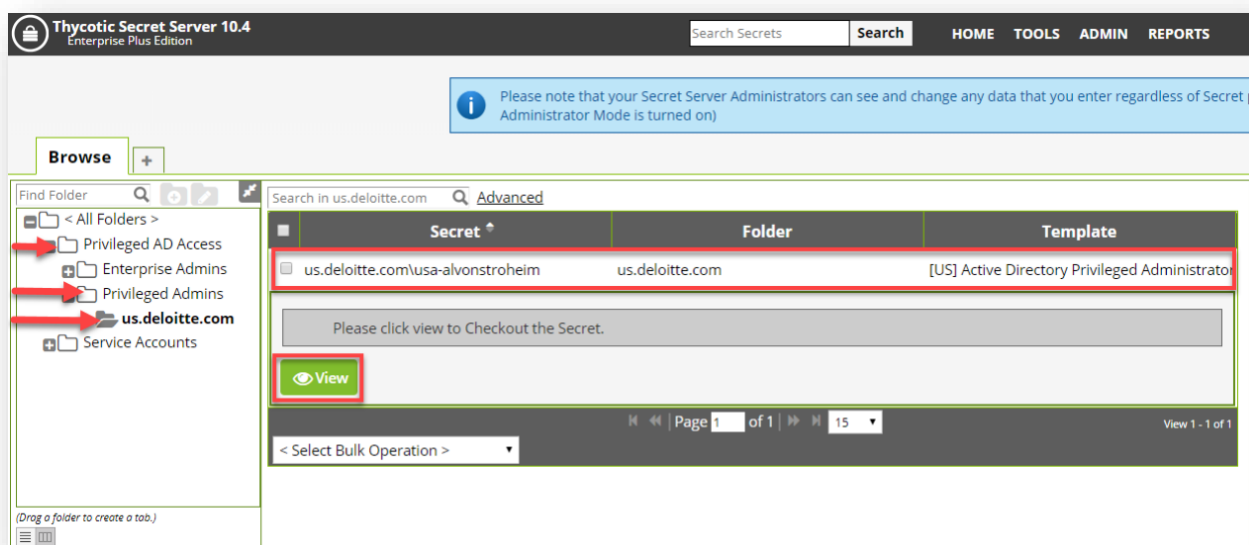 Thycotic Secret Server 10.4
Enterprise Plus Edition
Search Secrets
Search
HOME TOOLS ADMIN REPORTS
Please note that your Secret Server Administrators can see and change any data that you enter regardless of Secret
Administrator Mode is turned on)
Browse
+
Find Folder
Search in us.deloitte.com
Advanced
< All Folders >
Privileged AD Access
Enterprise Admins
Privileged Admins
us.deloitte.com
Service Accounts
Secret Folder Template
us.deloitte.com\usa-alvonstroheim us.deloitte.com [US] Active Directory Privileged Administrator
Please click view to Checkout the Secret.
View
Page 1 of 1 15 View 1 - 1 of 1
< Select Bulk Operation >
(Drag a folder to create a tab.)